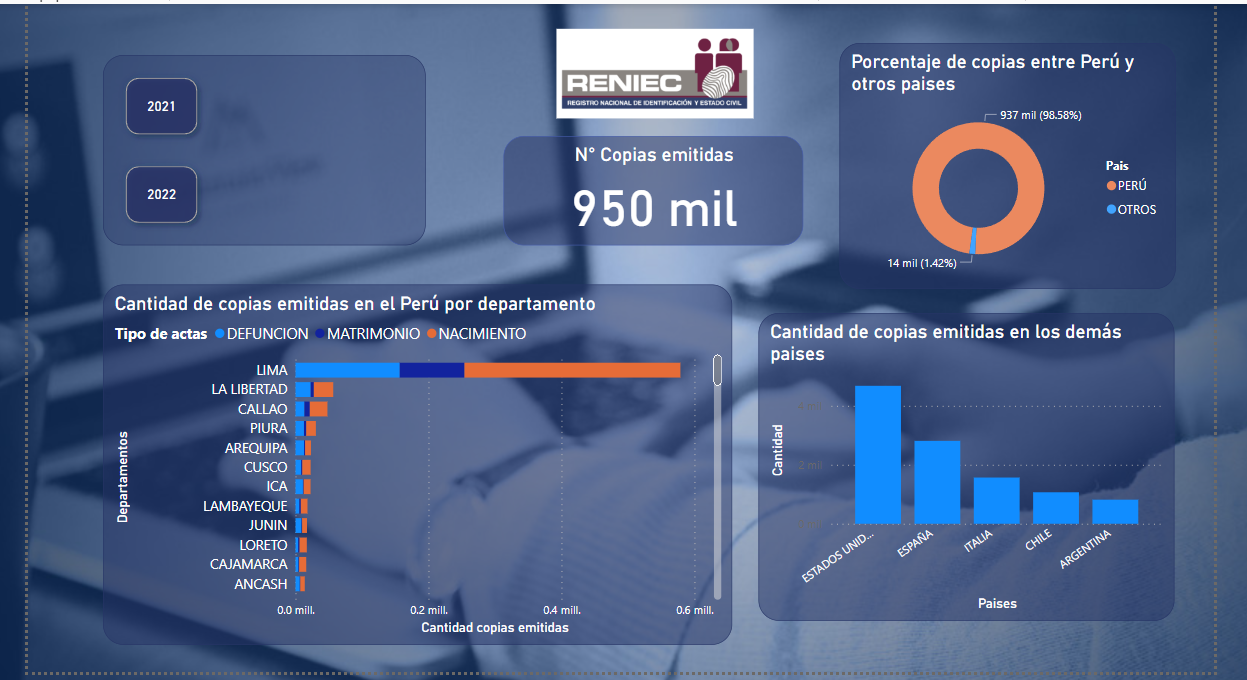 2021
2022
RENIEC
REGISTRO NACIONAL DE IDENTIFICACIÓN Y ESTADO CIVIL
N° Copias emitidas
950 mil
Porcentaje de copias entre Perú y
otros paises
937 mil (98.58%)
14 mil (1.42%)
Pais
PERÚ
OTROS
Cantidad de copias emitidas en el Perú por departamento
Tipo de actas DEFUNCION MATRIMONIO NACIMIENTO
Departamentos
LIMA
LA LIBERTAD
CALLAO
PIURA
AREQUIPA
CUSCO
ICA
LAMBAYEQUE
JUNIN
LORETO
CAJAMARCA
ANCASH
0.0 mill. 0.2 mill. 0.4 mill. 0.6 mill.
Cantidad copias emitidas
Cantidad de copias emitidas en los demás
paises
Cantidad
2 mil
ESTADOS UNID... ESPAÑA ITALIA CHILE ARGENTINA
Paises